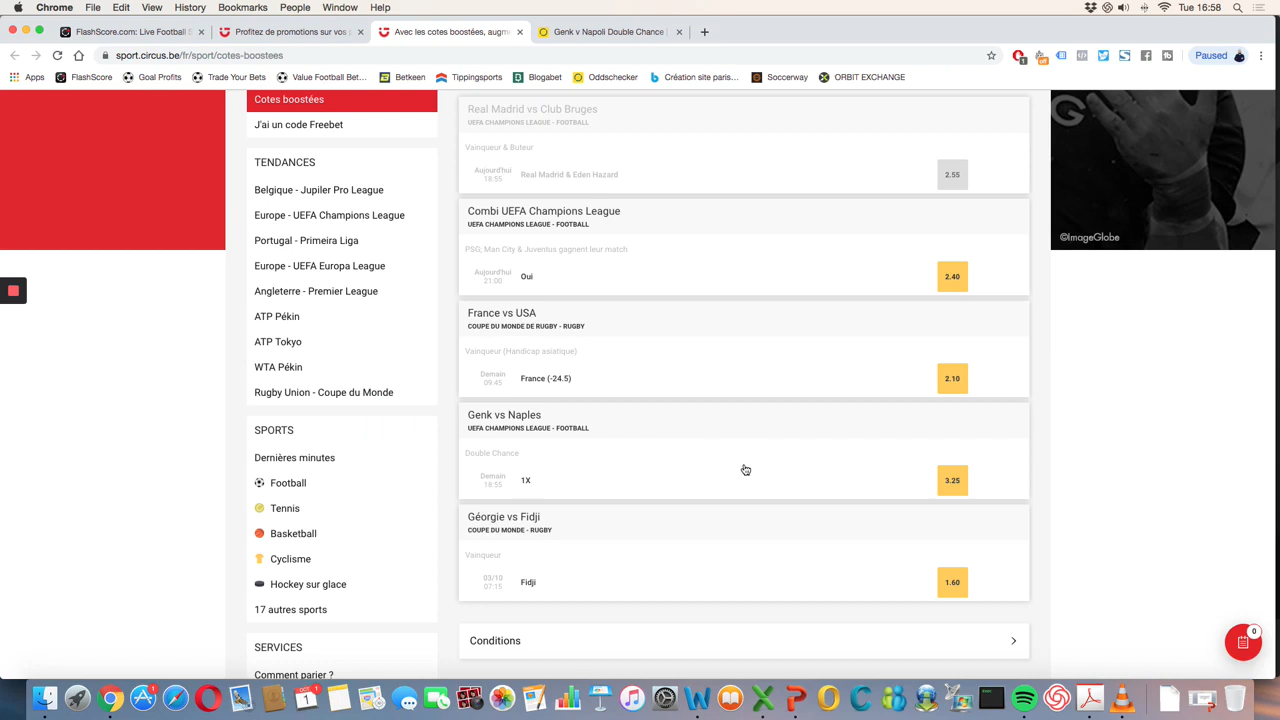 Chrome File Edit View History Bookmarks People Window Help
Tue 16:58
FlashScore.com: Live Football S
Profitez de promotions sur vos p
Avec les cotes boostées, augm
Genk v Napoli Double Chance
sport.circus.be/fr/sport/cotes-boostees
Paused
Apps FlashScore Goal Profits Trade Your Bets Value Football Bet... Betkeen Tippingsports Blogabet Oddschecker Création sondages,... Soccerway ORBIT EXCHANGE
Cotes boostées
J'ai un code Freebet
TENDANCES
Belgique - Jupiler Pro League
Europe - UEFA Champions League
Portugal - Primeira Liga
Europe - UEFA Europa League
Angleterre - Premier League
ATP Pékin
ATP Tokyo
WTA Pékin
Rugby Union - Coupe du Monde
SPORTS
Dernières minutes
Football
Tennis
Basketball
Cyclisme
Hockey sur glace
17 autres sports
SERVICES
Comment parier ?
Real Madrid vs Club Bruges
UEFA CHAMPIONS LEAGUE - FOOTBALL
Vainqueur & Buteur
Aujourd'hui
18:55
Real Madrid & Eden Hazard
2.55
Combi UEFA Champions League
UEFA CHAMPIONS LEAGUE - FOOTBALL
PSG, Man City & Juventus gagnent leur match
Aujourd'hui
21:00
Oui
2.40
France vs USA
COUPE DU MONDE DE RUGBY - RUGBY
Vainqueur (Handicap asiatique)
Demain
09:45
France (-24.5)
2.10
Genk vs Naples
UEFA CHAMPIONS LEAGUE - FOOTBALL
Double Chance
Demain
18:55
1X
3.25
Géorgie vs Fidji
COUPE DU MONDE - RUGBY
Vainqueur
03/10
07:15
Fidji
1.60
Conditions
G
©ImageGlobe
0